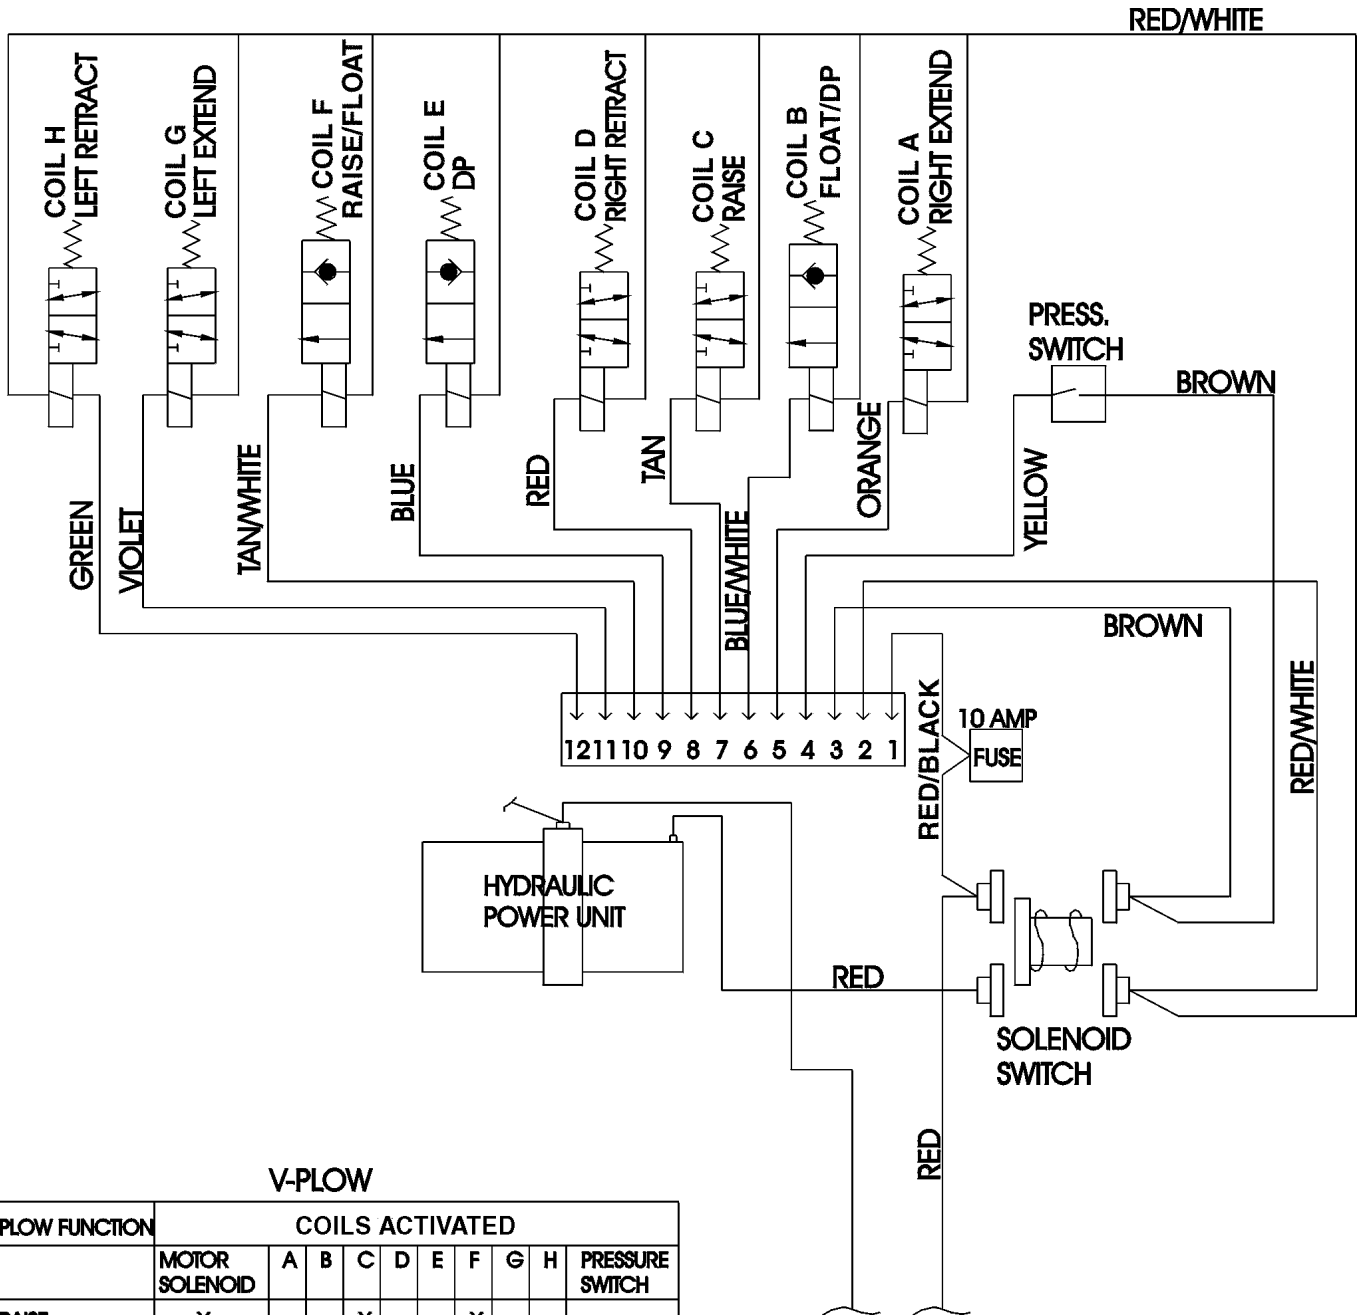 RED/WHITE
COIL H
LEFT RETRACT
COIL G
LEFT EXTEND
COIL F
RAISE/FLOAT
COIL E
DP
COIL D
RIGHT RETRACT
COIL C
RAISE
COIL B
FLOAT/DP
COIL A
RIGHT EXTEND
PRESS.
SWITCH
BROWN
GREEN
VIOLET
TAN/WHITE
BLUE
RED
TAN
BLUE/WHITE
ORANGE
YELLOW
BROWN
RED/WHITE
12 11 10 9 8 7 6 5 4 3 2 1
RED/BLACK
10 AMP
FUSE
HYDRAULIC
POWER UNIT
RED
SOLENOID
SWITCH
RED
V-PLOW
PLOW FUNCTION
COILS ACTIVATED
MOTOR
SOLENOID
A B C D E F G H
PRESSURE
SWITCH
RAISE X X X